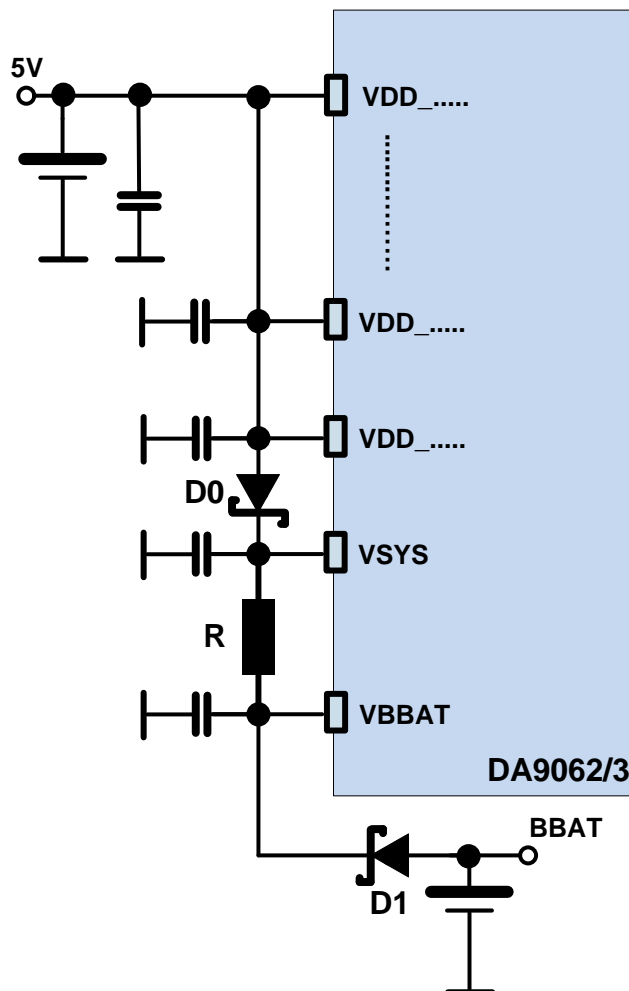 5V
VDD_.....
VDD_.....
VDD_.....
D0
VSYS
R
VBBAT
DA9062/3
BBAT
D1